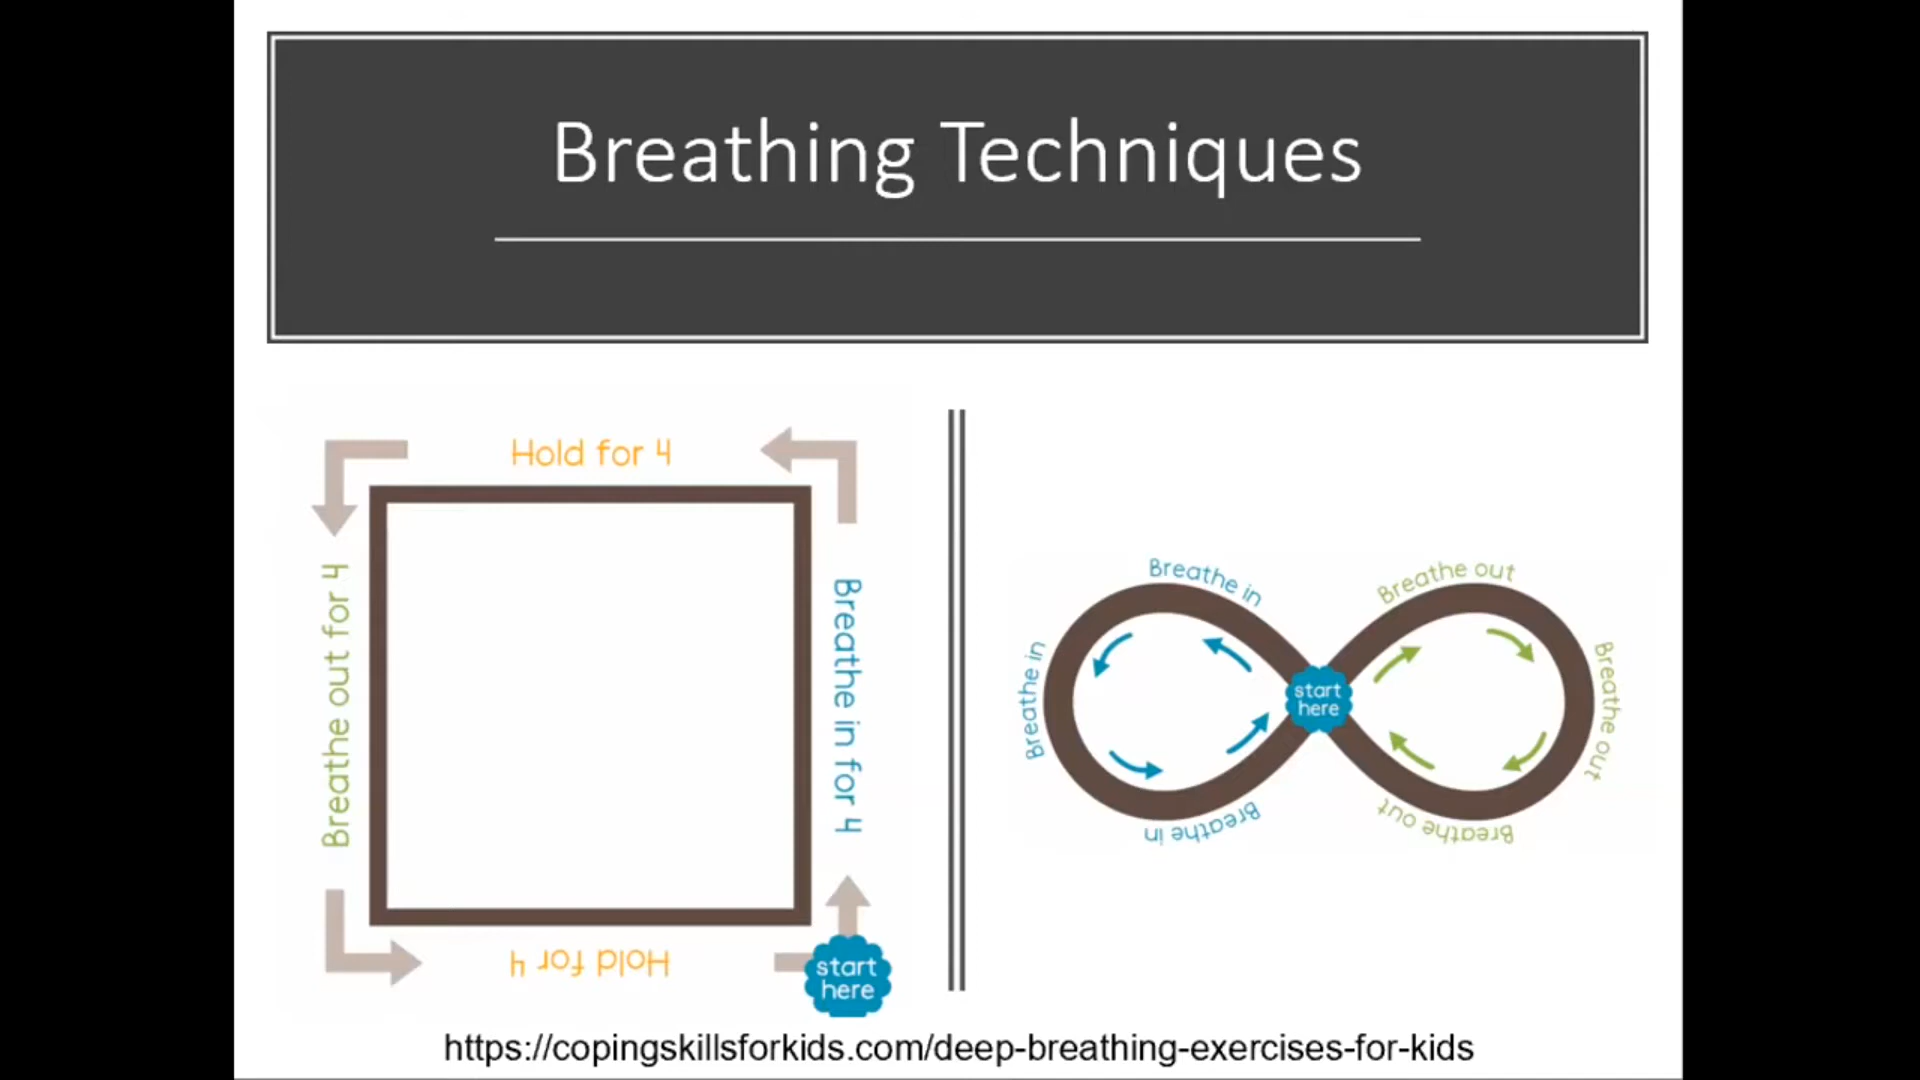 Breathing Techniques
Hold for 4
Breathe out for 4
Breathe in for 4
Hold for 4
start
here
Breathe in
Breathe in
Breathe in
start
here
Breathe out
Breathe out
Breathe out
https://copingskillsforkids.com/deep-breathing-exercises-for-kids